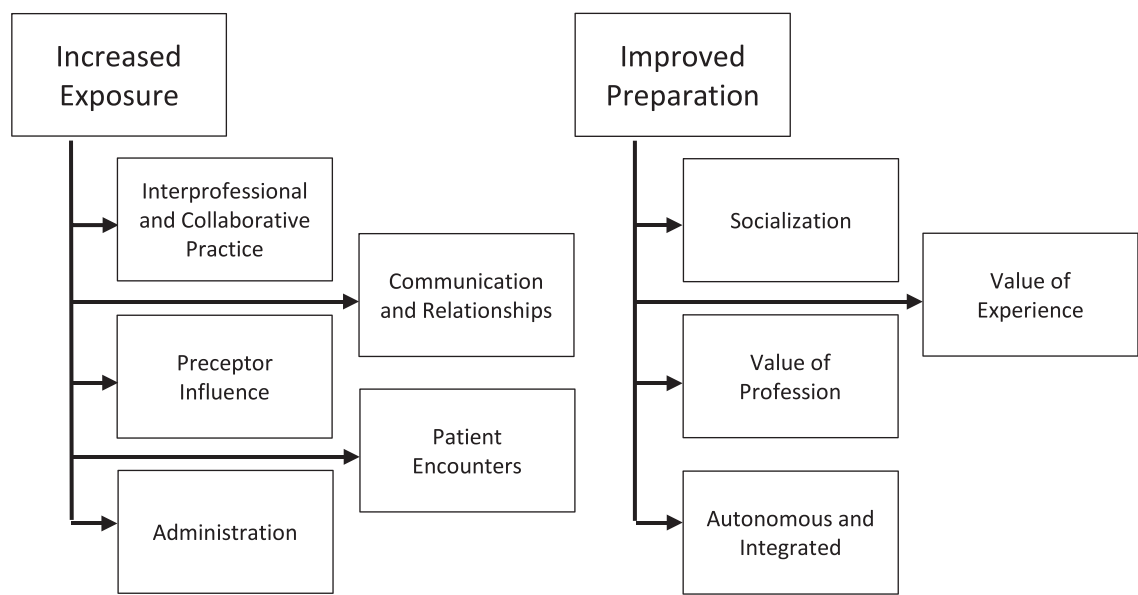 Increased
Exposure
Interprofessional
and Collaborative
Practice
Communication
and Relationships
Preceptor
Influence
Patient
Encounters
Administration
Improved
Preparation
Socialization
Value of
Experience
Value of
Profession
Autonomous and
Integrated